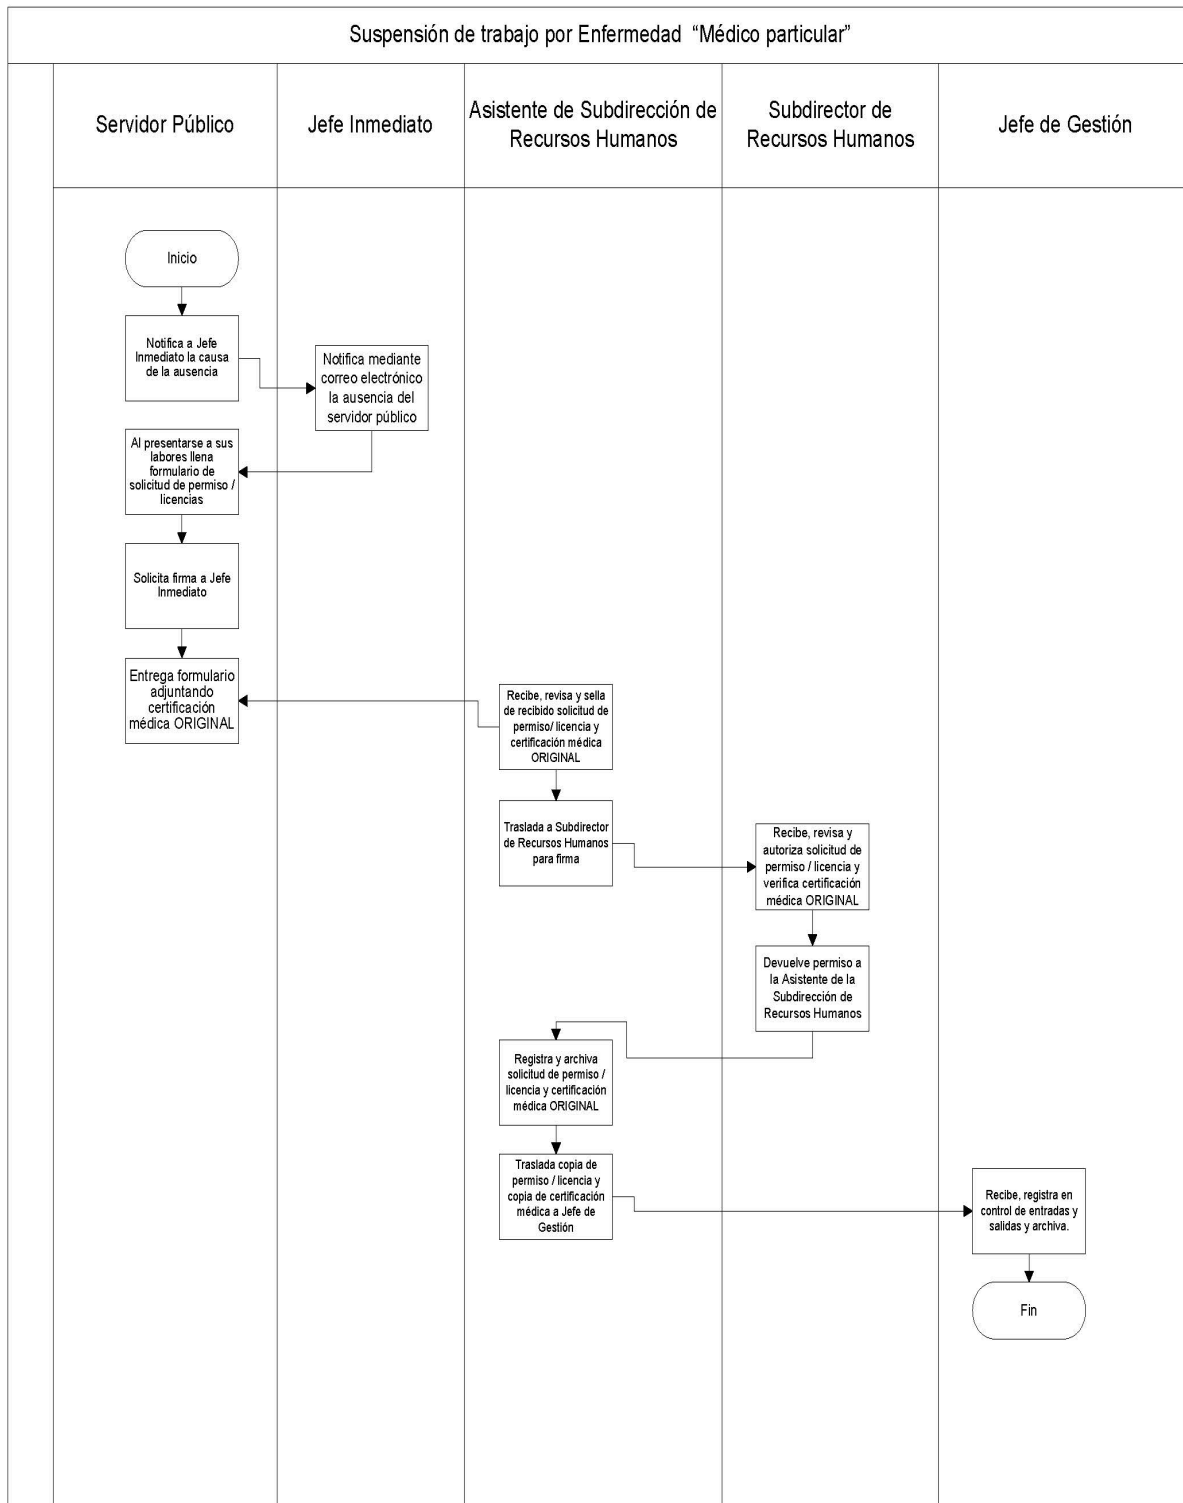 Suspensión de trabajo por Enfermedad “Médico particular”
Servidor Público
Jefe Inmediato
Asistente de Subdirección de
Recursos Humanos
Subdirector de
Recursos Humanos
Jefe de Gestión
Inicio
Notifica a Jefe
Inmediato la causa
de la ausencia
Notifica mediante
correo electrónico
la ausencia del
servidor público
Al presentarse a sus
labores llena
formulario de
solicitud de permiso /
licencias
Solicita firma a Jefe
Inmediato
Entrega formulario
adjuntando
certificación
médica ORIGINAL
Recibe, revisa y sella
de recibido solicitud de
permiso/ licencia y
certificación médica
ORIGINAL
Traslada a Subdirector
de Recursos Humanos
para firma
Recibe, revisa y
autoriza solicitud de
permiso / licencia y
verifica certificación
médica ORIGINAL
Devuelve permiso a
la Asistente de la
Subdirección de
Recursos Humanos
Registra y archiva
solicitud de permiso /
licencia y certificación
médica ORIGINAL
Traslada copia de
permiso / licencia y
copia de certificación
médica a Jefe de
Gestión
Recibe, registra en
control de entradas y
salidas y archiva.
Fin